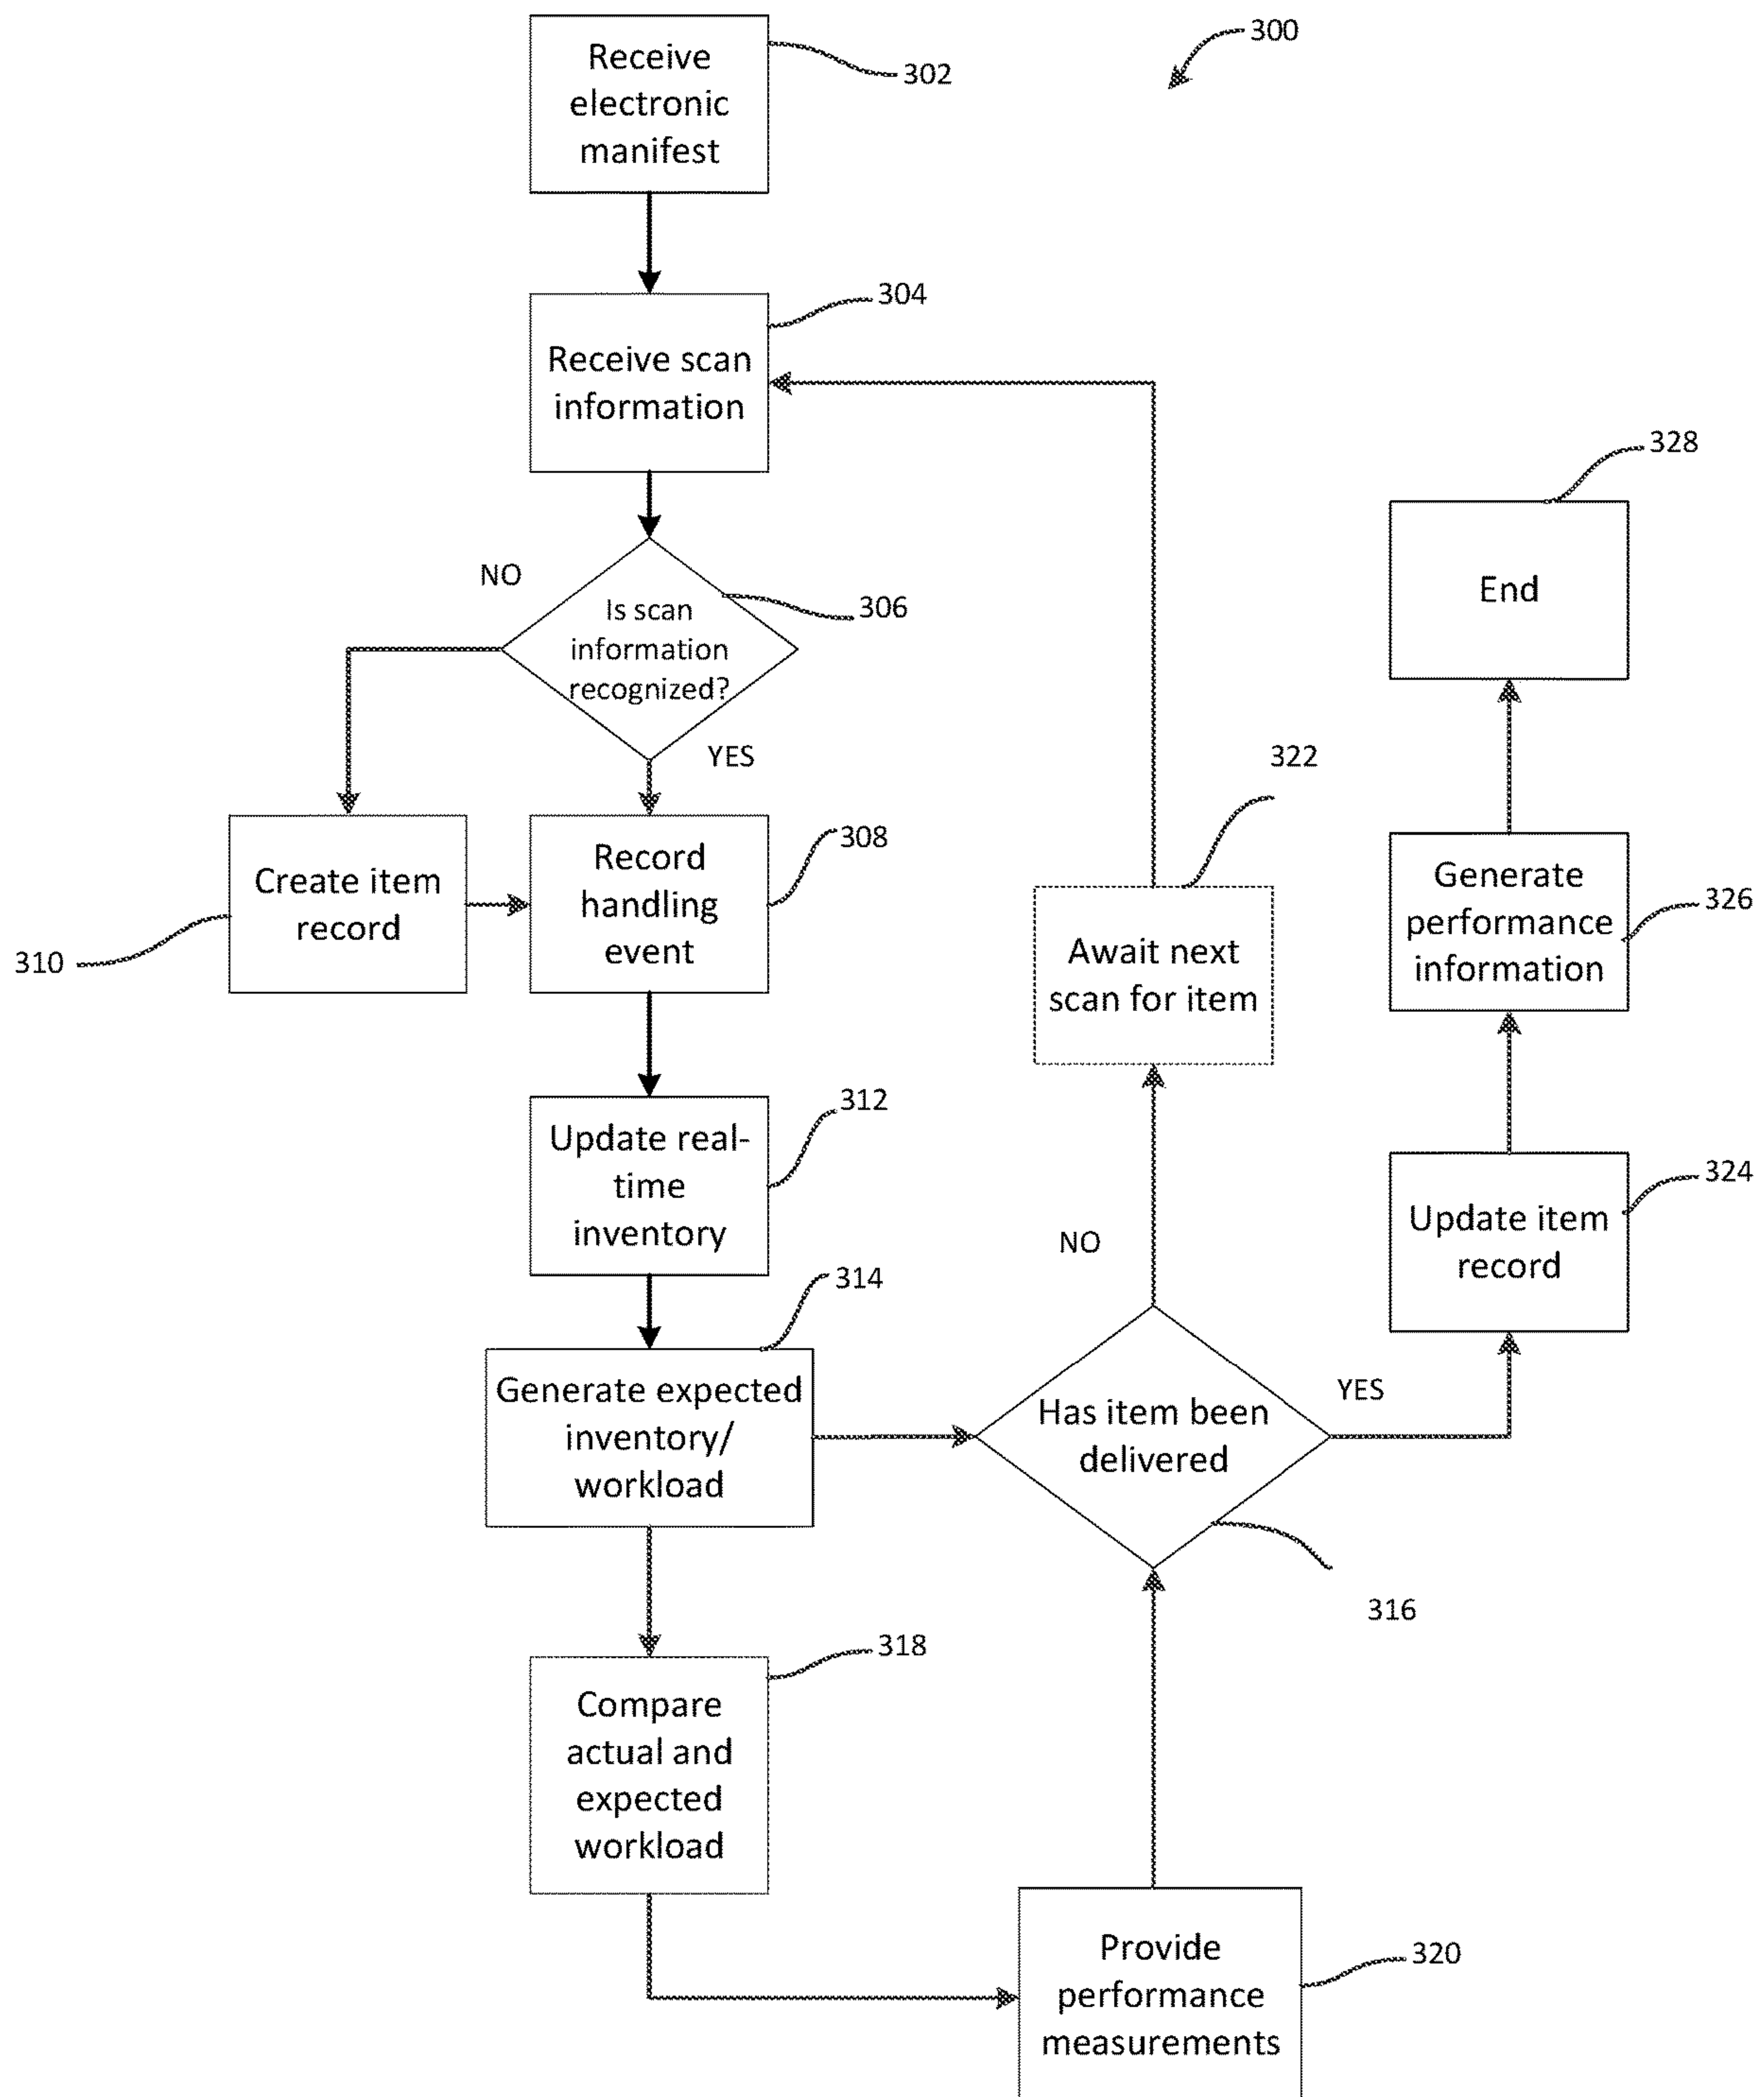 300
Receive
electronic
manifest
302
304
Receive scan
information
NO
306
Is scan
information
recognized?
YES
308
Create item
record
310
Record
handling
event
312
Update real-
time
inventory
314
Generate expected
inventory/
workload
318
Compare
actual and
expected
workload
Provide
performance
measurements
320
Has item been
delivered
316
NO
YES
322
Await next
scan for item
324
Update item
record
Generate
performance
information
326
328
End